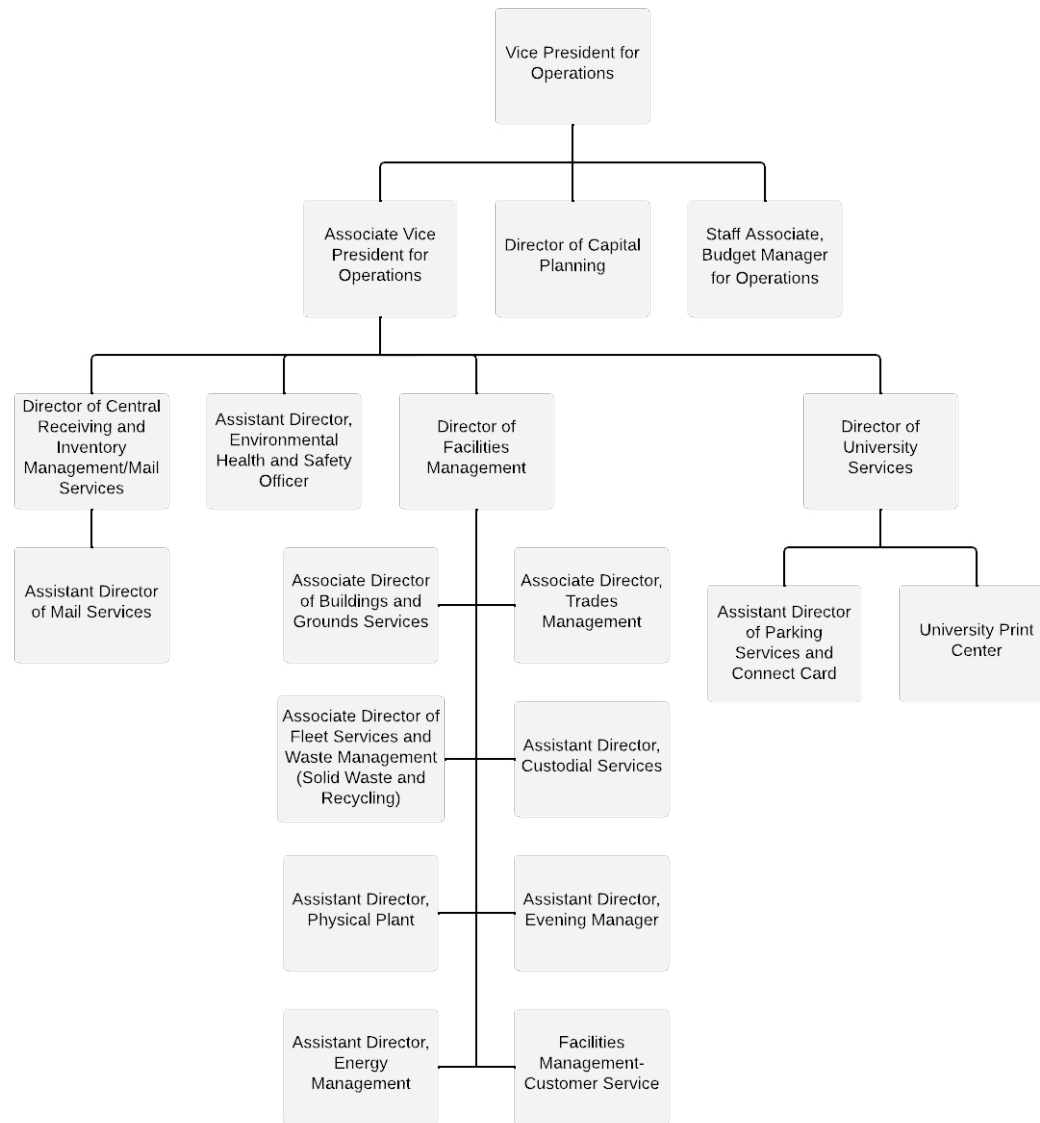 Vice President for
Operations
Associate Vice
President for
Operations
Director of Capital
Planning
Staff Associate,
Budget Manager
for Operations
Director of Central
Receiving and
Inventory
Management/Mail
Services
Assistant Director,
Environmental
Health and Safety
Officer
Director of
Facilities
Management
Director of
University
Services
Assistant Director
of Mail Services
Associate Director
of Buildings and
Grounds Services
Associate Director,
Trades
Management
Assistant Director
of Parking
Services and
Connect Card
University Print
Center
Associate Director of
Fleet Services and
Waste Management
(Solid Waste and
Recycling)
Assistant Director,
Custodial Services
Assistant Director,
Physical Plant
Assistant Director,
Evening Manager
Assistant Director,
Energy
Management
Facilities
Management-
Customer Service